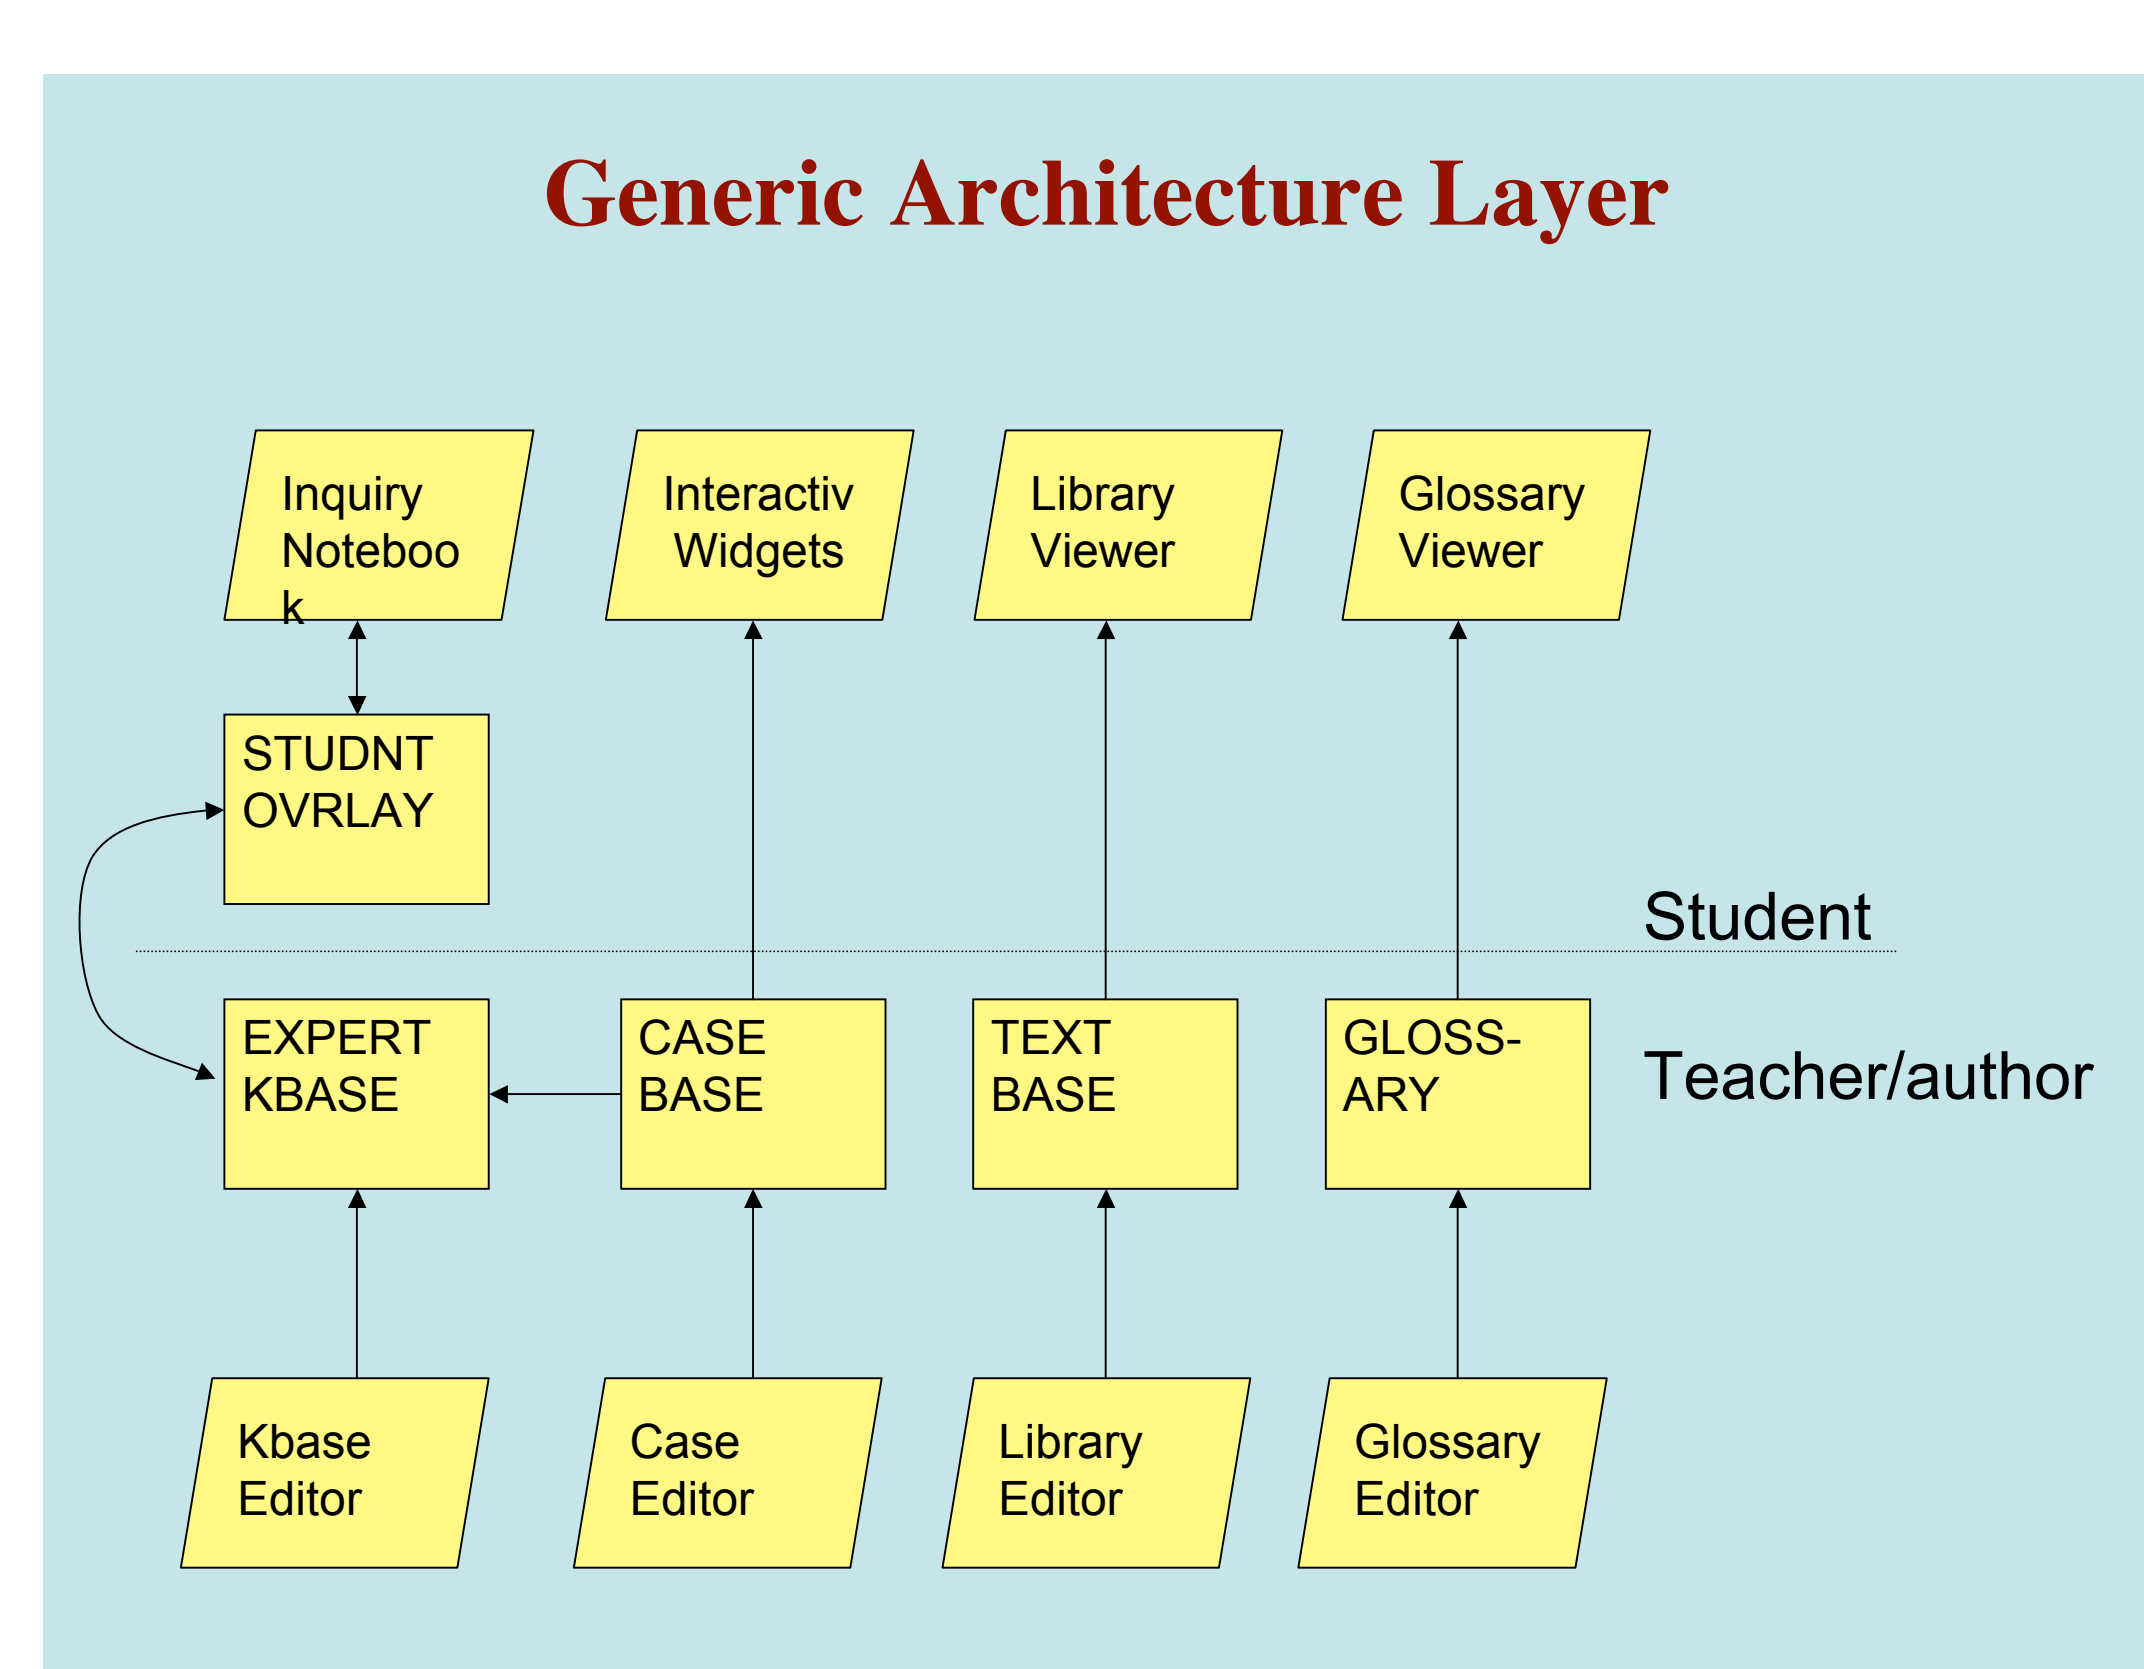 Generic Architecture Layer
Inquiry
Noteboo
k
Interactiv
Widgets
Library
Viewer
Glossary
Viewer
STUDNT
OVRLAY
Student
EXPERT
KBASE
CASE
BASE
TEXT
BASE
GLOSS-
ARY
Teacher/author
Kbase
Editor
Case
Editor
Library
Editor
Glossary
Editor